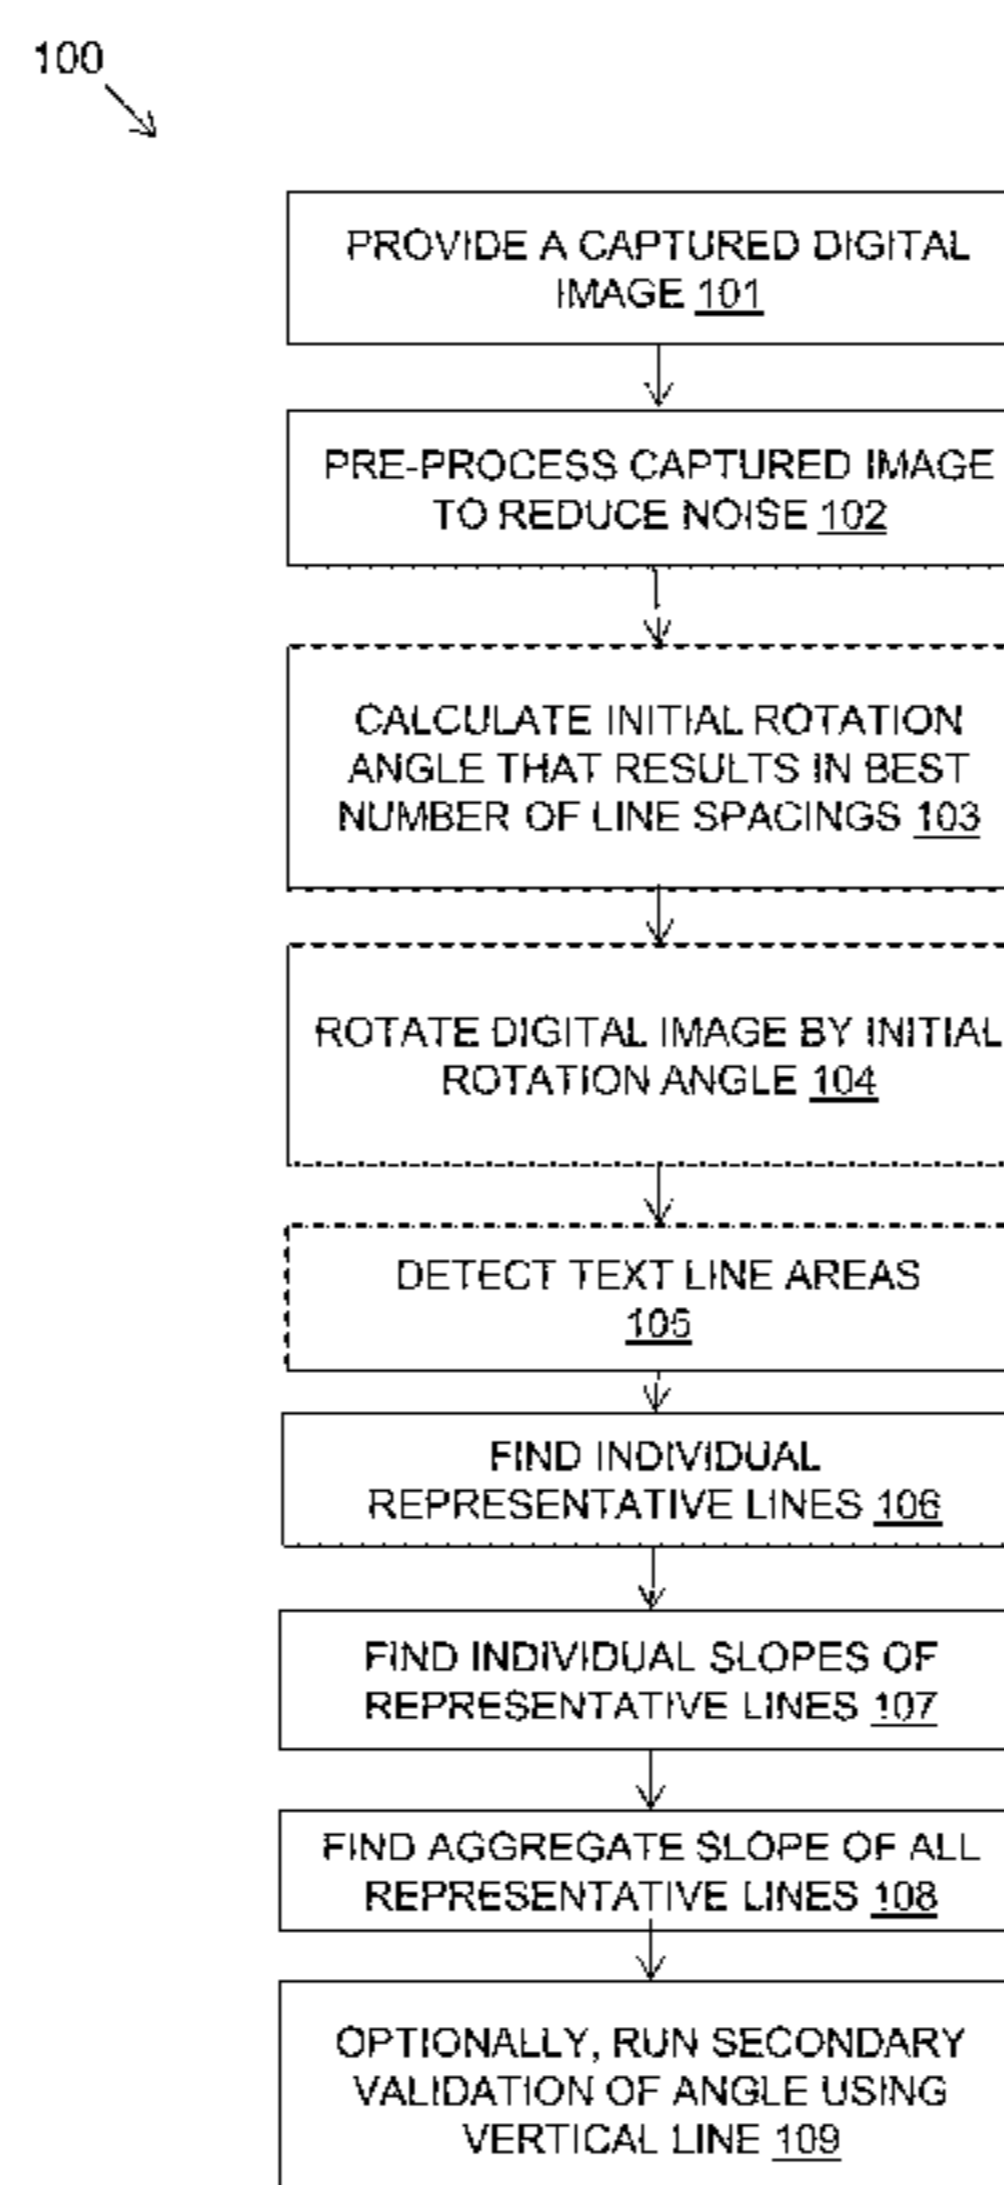 100
PROVIDE A CAPTURED DIGITAL
IMAGE 101
PRE-PROCESS CAPTURED IMAGE
TO REDUCE NOISE 102
CALCULATE INITIAL ROTATION
ANGLE THAT RESULTS IN BEST
NUMBER OF LINE SPACINGS 103
ROTATE DIGITAL IMAGE BY INITIAL
ROTATION ANGLE 104
DETECT TEXT LINE AREAS
105
FIND INDIVIDUAL
REPRESENTATIVE LINES 106
FIND INDIVIDUAL SLOPES OF
REPRESENTATIVE LINES 107
FIND AGGREGATE SLOPE OF ALL
REPRESENTATIVE LINES 108
OPTIONALLY, RUN SECONDARY
VALIDATION OF ANGLE USING
VERTICAL LINE 109